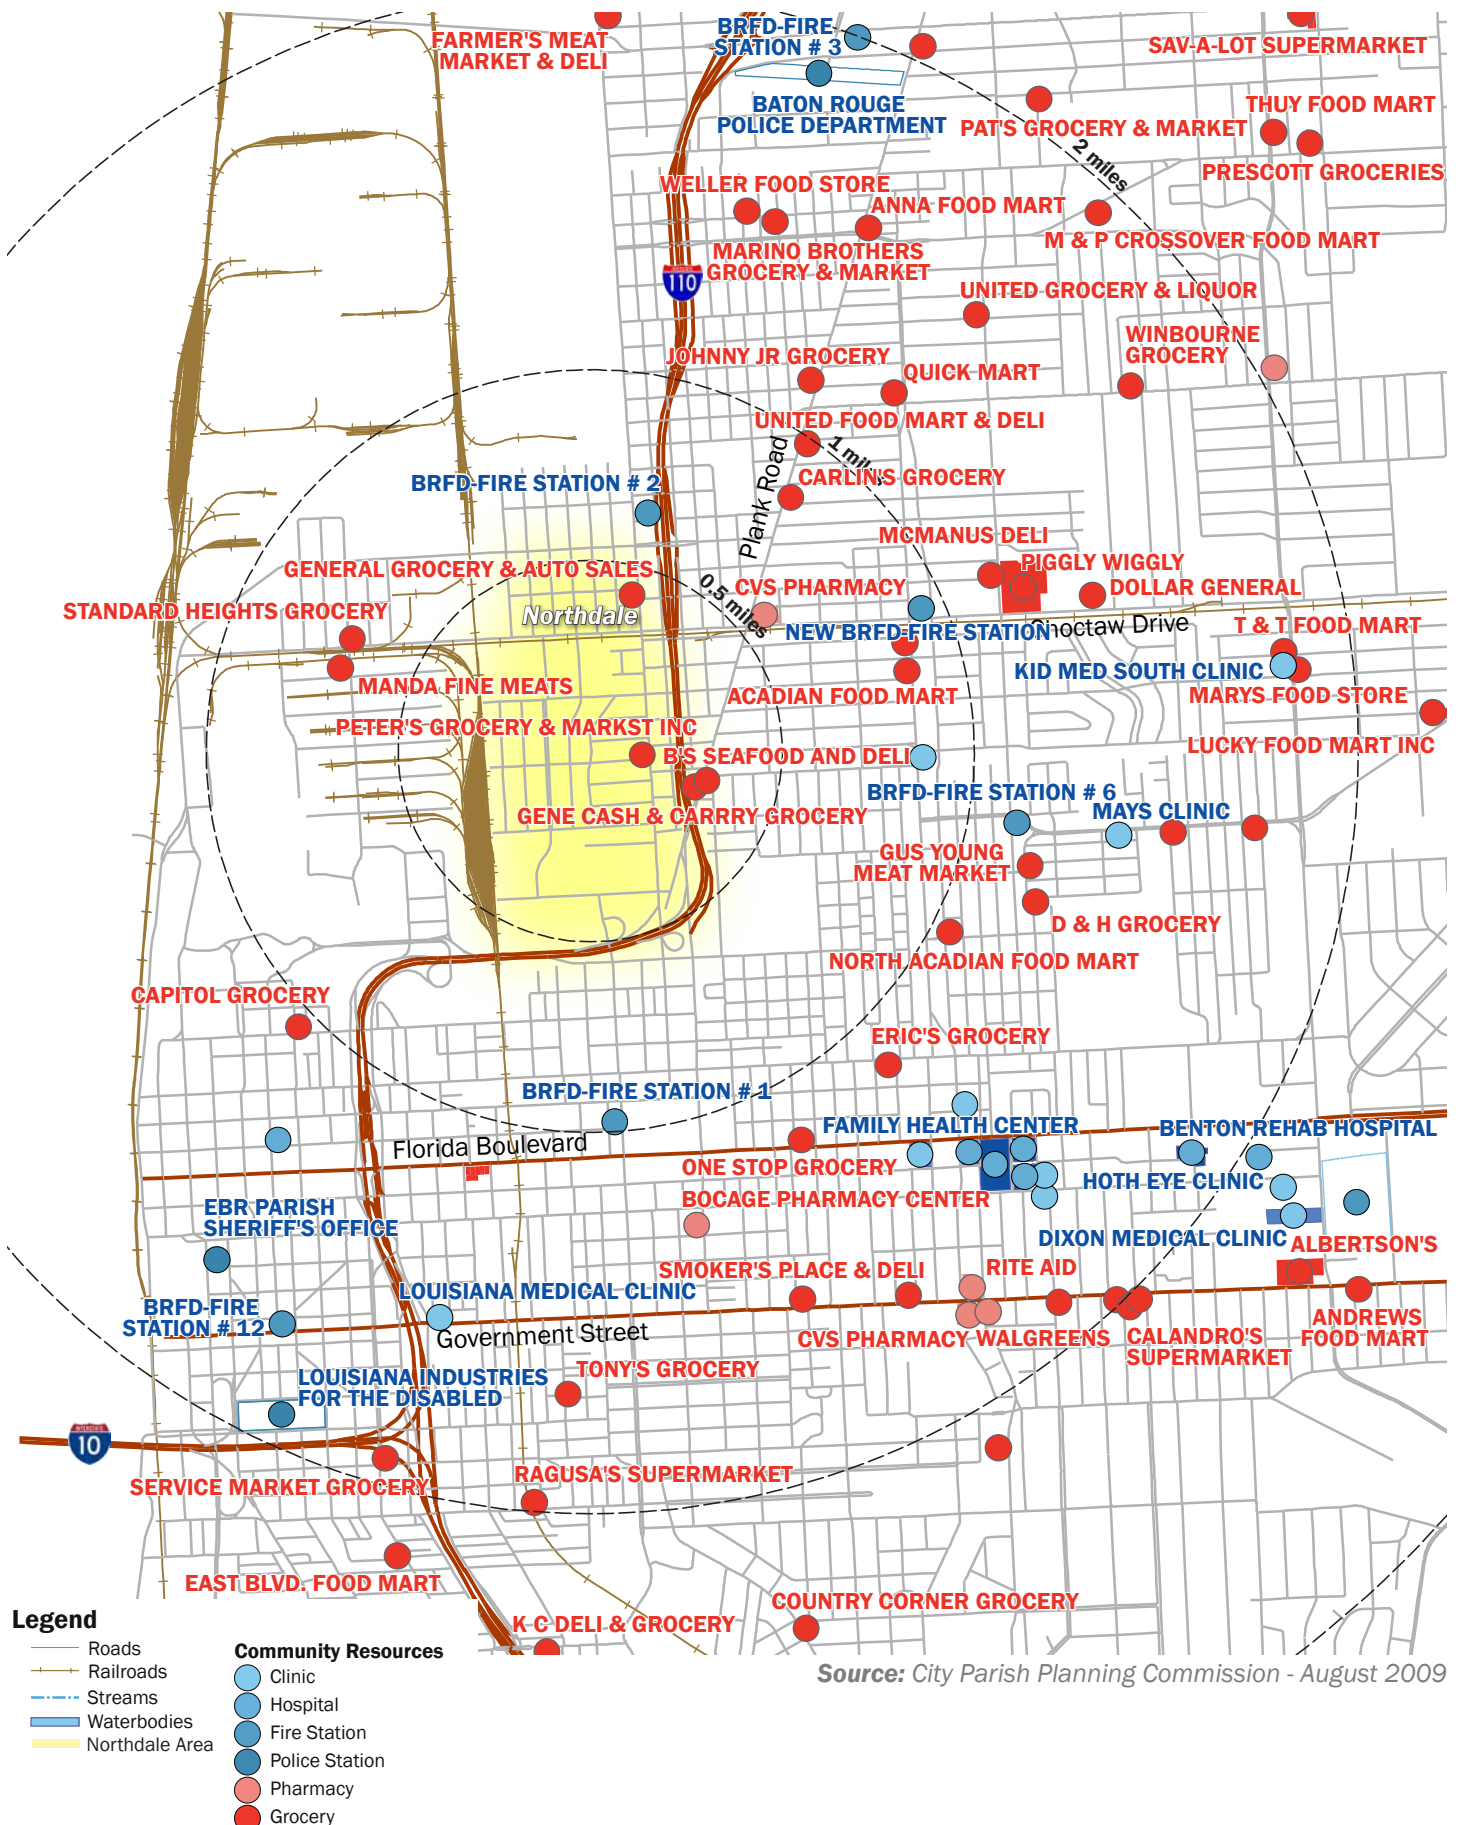 FARMER'S MEAT
MARKET & DELI
BRFD-FIRE
STATION # 3
SAV-A-LOT SUPERMARKET
BATON ROUGE
POLICE DEPARTMENT
PAT'S GROCERY & MARKET
THUY FOOD MART
2 miles
PRESCOTT GROCERIES
WELLER FOOD STORE
ANNA FOOD MART
M & P CROSSOVER FOOD MART
MARINO BROTHERS
GROCERY & MARKET
INTERSTATE
110
UNITED GROCERY & LIQUOR
WINBOURNE
GROCERY
JOHNNY JR GROCERY
QUICK MART
UNITED FOOD MART & DELI
1 mile
Plank Road
CARLIN'S GROCERY
BRFD-FIRE STATION # 2
MCMANUS DELI
PIGGLY WIGGLY
GENERAL GROCERY & AUTO SALES
0.5 miles
CVS PHARMACY
DOLLAR GENERAL
STANDARD HEIGHTS GROCERY
Northdale
NEW BRFD-FIRE STATION
Choctaw Drive
T & T FOOD MART
KID MED SOUTH CLINIC
MANDA FINE MEATS
ACADIAN FOOD MART
MARYS FOOD STORE
PETER'S GROCERY & MARKST INC
B'S SEAFOOD AND DELI
LUCKY FOOD MART INC
BRFD-FIRE STATION # 6
MAYS CLINIC
GENE CASH & CARRRY GROCERY
GUS YOUNG
MEAT MARKET
D & H GROCERY
NORTH ACADIAN FOOD MART
CAPITOL GROCERY
ERIC'S GROCERY
BRFD-FIRE STATION # 1
FAMILY HEALTH CENTER
BENTON REHAB HOSPITAL
Florida Boulevard
ONE STOP GROCERY
HOTH EYE CLINIC
BOCAGE PHARMACY CENTER
EBR PARISH
SHERIFF'S OFFICE
DIXON MEDICAL CLINIC
ALBERTSON'S
SMOKER'S PLACE & DELI
RITE AID
LOUISIANA MEDICAL CLINIC
BRFD-FIRE
STATION # 12
Government Street
CVS PHARMACY
WALGREENS
CALANDRO'S
SUPERMARKET
ANDREWS
FOOD MART
LOUISIANA INDUSTRIES
FOR THE DISABLED
TONY'S GROCERY
INTERSTATE
10
SERVICE MARKET GROCERY
RAGUSA'S SUPERMARKET
EAST BLVD. FOOD MART
COUNTRY CORNER GROCERY
K C DELI & GROCERY
Source: City Parish Planning Commission - August 2009
Legend
Roads
Railroads
Streams
Waterbodies
Northdale Area
Community Resources
Clinic
Hospital
Fire Station
Police Station
Pharmacy
Grocery